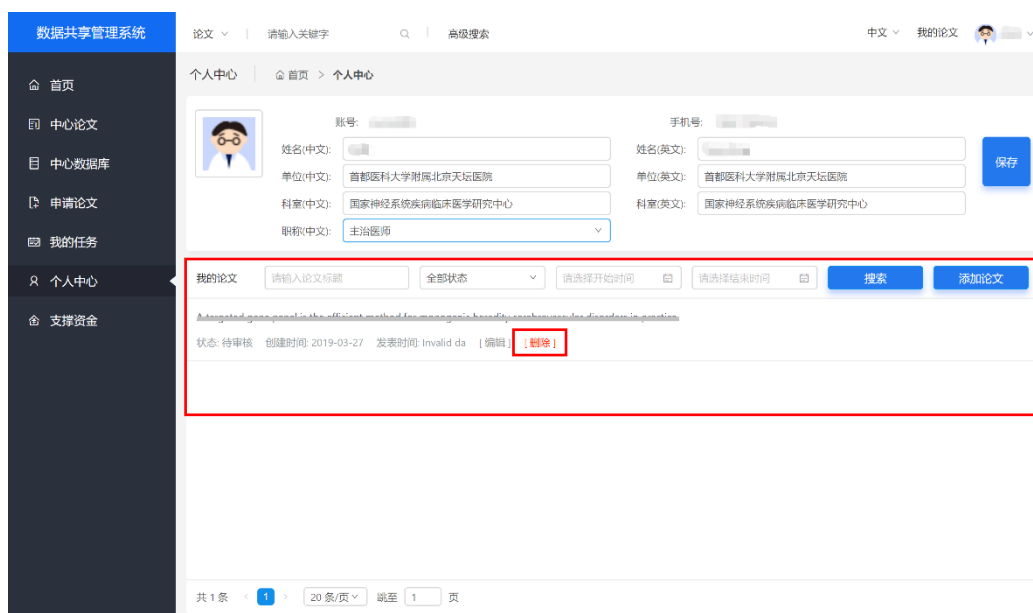 数据共享管理系统
论文 请输入关键字 高级搜索 中文 我的论文
首页
中心论文
中心数据库
申请论文
我的任务
个人中心
支撑资金
个人中心 首页 > 个人中心
账号: 手机号:
姓名(中文): 姓名(英文):
单位(中文): 首都医科大学附属北京天坛医院 单位(英文): 首都医科大学附属北京天坛医院
科室(中文): 国家神经系统疾病临床医学研究中心 科室(英文): 国家神经系统疾病临床医学研究中心
职称(中文): 主治医师
保存
我的论文 请输入论文标题 全部状态 请选择开始时间 请选择结束时间 搜索 添加论文
A targeted gene panel is the efficient method for monogenic heredity cerebrovascular disorders in practice
状态: 待审核 创建时间: 2019-03-27 发表时间: Invalid da [编辑] [删除]
共 1 条 < 1 > 20 条/页 跳至 1 页